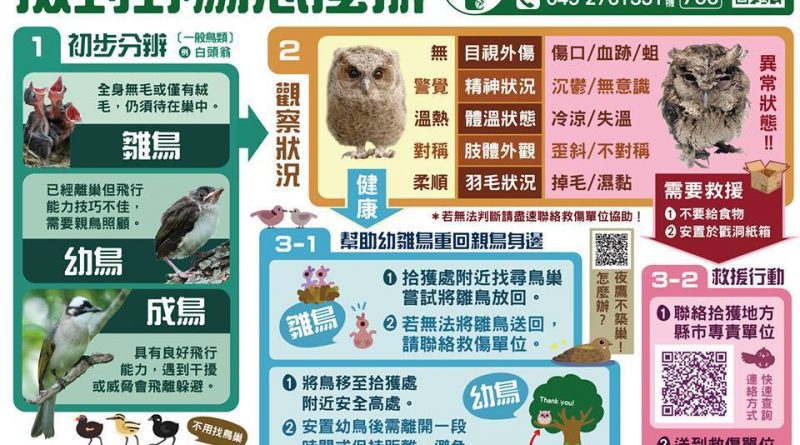 撿到野鳥怎麼辦
1 初步分辨
〔一般鳥類〕
例 白頭翁
全身無毛或僅有絨
毛,仍須待在巢中。
雛鳥
已經離巢但飛行
能力技巧不佳,
需要親鳥照顧。
幼鳥
成鳥
具有良好飛行
能力,遇到干擾
或威脅會飛離躲避。
不用找鳥巢
2
觀察狀況
無 目視外傷 傷口/血跡/蛆
警覺 精神狀況 沉鬱/無意識
溫熱 體溫狀態 冷涼/失溫
對稱 肢體外觀 歪斜/不對稱
柔順 羽毛狀況 掉毛/濕黏
異常狀態!!
*若無法判斷請盡速聯絡救傷單位協助!
健康
3-1 幫助幼雛鳥重回親鳥身邊
雛鳥
1 拾獲處附近找尋鳥巢
嘗試將雛鳥放回。
2 若無法將雛鳥送回,
請聯絡救傷單位。
夜鷹不築巢!
怎麼辦?
1 將鳥移至拾獲處
附近安全高處。
2 安置幼鳥後需離開一段
幼鳥
Thank you!
需要救援
1 不要給食物
2 安置於戳洞紙箱
3-2 救援行動
1 聯絡拾獲地方
縣市專責單位
快速查詢
連絡方式
2 送到救傷單位